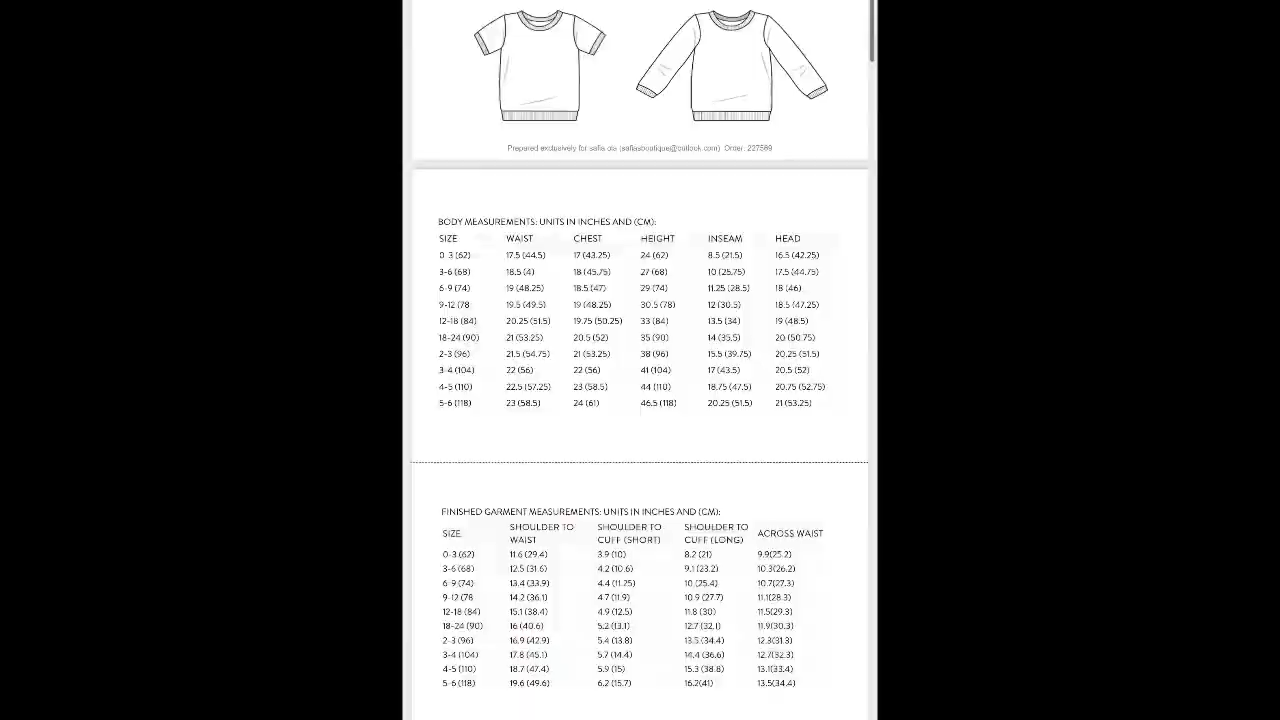 Prepared exclusively for safia ola (safiasboutique@outlook.com) Order: 227589
BODY MEASUREMENTS: UNITS IN INCHES AND (CM):
SIZE WAIST CHEST HEIGHT INSEAM HEAD
0-3 (62) 17.5 (44.5) 17 (43.25) 24 (62) 8.5 (21.5) 16.5 (42.25)
3-6 (68) 18.5 (4) 18 (45.75) 27 (68) 10 (25.75) 17.5 (44.75)
6-9 (74) 19 (48.25) 18.5 (47) 29 (74) 11.25 (28.5) 18 (46)
9-12 (78 19.5 (49.5) 19 (48.25) 30.5 (78) 12 (30.5) 18.5 (47.25)
12-18 (84) 20.25 (51.5) 19.75 (50.25) 33 (84) 13.5 (34) 19 (48.5)
18-24 (90) 21 (53.25) 20.5 (52) 35 (90) 14 (35.5) 20 (50.75)
2-3 (96) 21.5 (54.75) 21 (53.25) 38 (96) 15.5 (39.75) 20.25 (51.5)
3-4 (104) 22 (56) 22 (56) 41 (104) 17 (43.5) 20.5 (52)
4-5 (110) 22.5 (57.25) 23 (58.5) 44 (110) 18.75 (47.5) 20.75 (52.75)
5-6 (118) 23 (58.5) 24 (61) 46.5 (118) 20.25 (51.5) 21 (53.25)
FINISHED GARMENT MEASUREMENTS: UNITS IN INCHES AND (CM):
SIZE SHOULDER TO WAIST SHOULDER TO CUFF (SHORT) SHOULDER TO CUFF (LONG) ACROSS WAIST
0-3 (62) 11.6 (29.4) 3.9 (10) 8.2 (21) 9.9(25.2)
3-6 (68) 12.5 (31.6) 4.2 (10.6) 9.1 (23.2) 10.3(26.2)
6-9 (74) 13.4 (33.9) 4.4 (11.25) 10 (25.4) 10.7(27.3)
9-12 (78 14.2 (36.1) 4.7 (11.9) 10.9 (27.7) 11.1(28.3)
12-18 (84) 15.1 (38.4) 4.9 (12.5) 11.8 (30) 11.5(29.3)
18-24 (90) 16 (40.6) 5.2 (13.1) 12.7 (32.1) 11.9(30.3)
2-3 (96) 16.9 (42.9) 5.4 (13.8) 13.5 (34.4) 12.3(31.3)
3-4 (104) 17.8 (45.1) 5.7 (14.4) 14.4 (36.6) 12.7(32.3)
4-5 (110) 18.7 (47.4) 5.9 (15) 15.3 (38.8) 13.1(33.4)
5-6 (118) 19.6 (49.6) 6.2 (15.7) 16.2(41) 13.5(34.4)